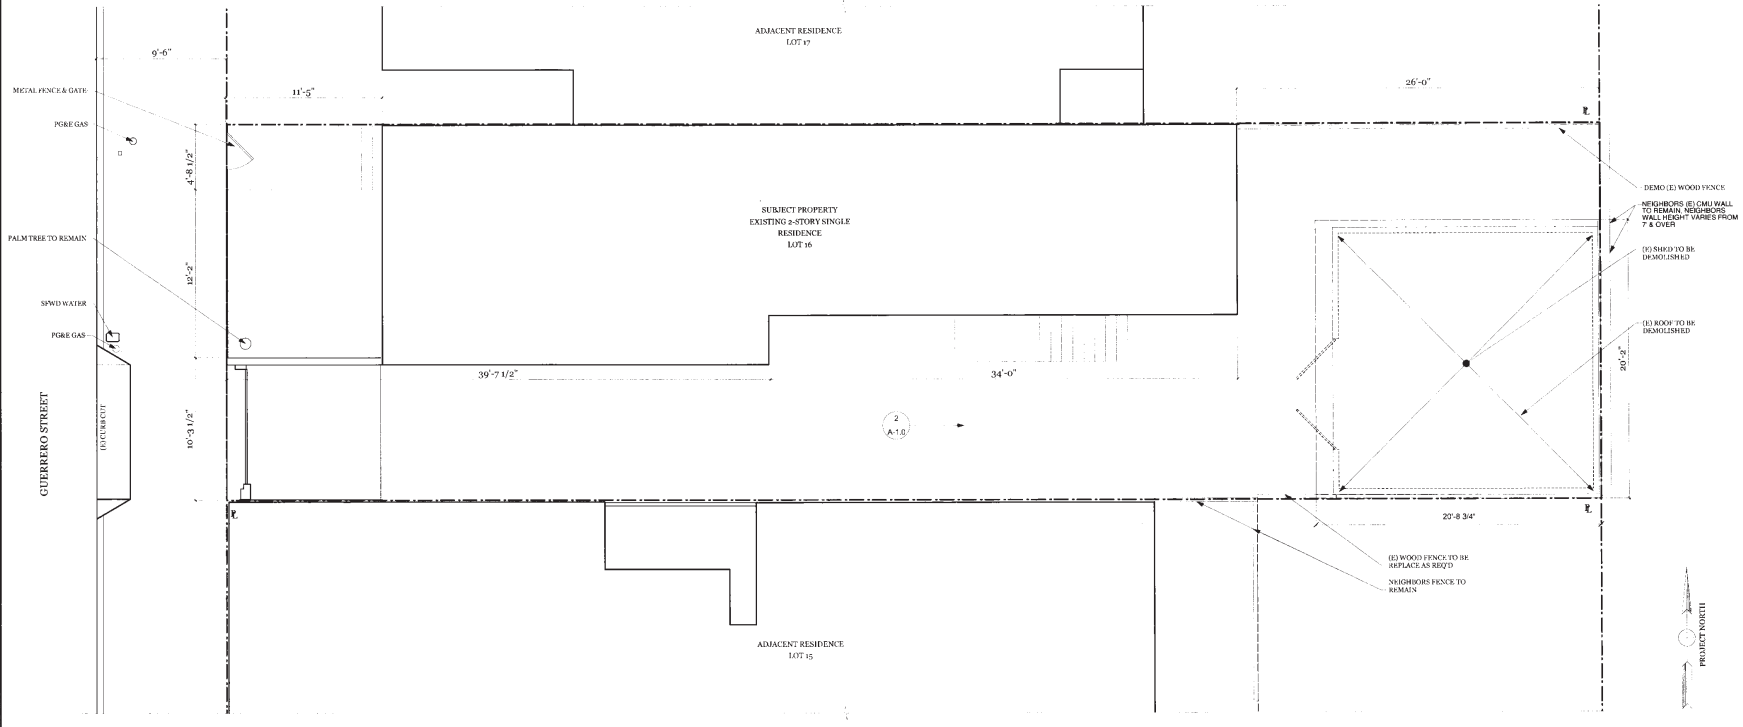 ADJACENT RESIDENCE
LOT 17
9'-6"
26'-0"
METAL FENCE & GATE
11'-5"
PL
PG&E GAS
4'-8 1/2"
DEMO (E) WOOD FENCE
NEIGHBORS (E) CMU WALL
TO REMAIN, NEIGHBORS
WALL HEIGHT VARIES FROM
7' & OVER
SUBJECT PROPERTY
EXISTING 2-STORY SINGLE
RESIDENCE
LOT 16
PALM TREE TO REMAIN
(E) SHED TO BE
DEMOLISHED
12'-2"
SFWD WATER
(E) ROOF TO BE
DEMOLISHED
PG&E GAS
20'-2"
39'-7 1/2"
34'-0"
GUERRERO STREET
(E) CURB CUT
10'-3 1/2"
2
A-1.0
PL
PL
20'-8 3/4"
(E) WOOD FENCE TO BE
REPLACE AS REQ'D
NEIGHBORS FENCE TO
REMAIN
ADJACENT RESIDENCE
LOT 15
PROJECT NORTH